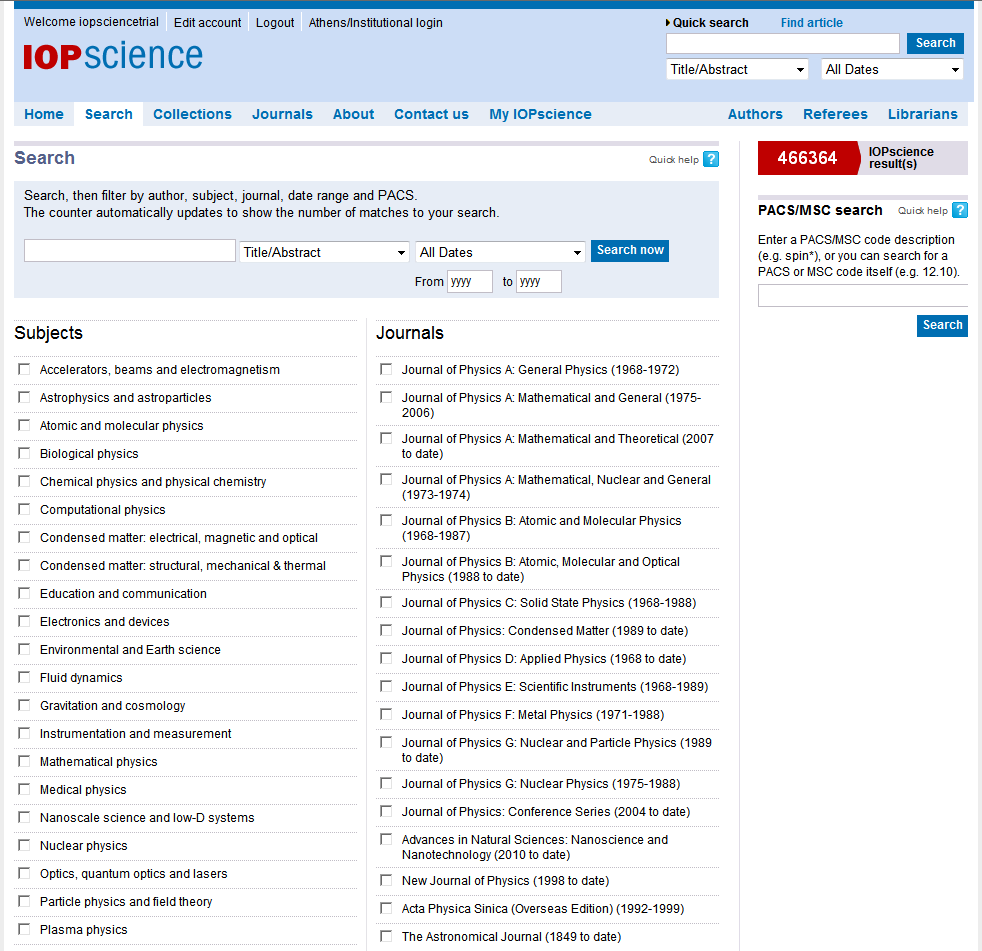 Welcome iopsciencetrial Edit account Logout Athens/Institutional login
IOPscience
Quick search Find article
Search
Title/Abstract All Dates
Home Search Collections Journals About Contact us My IOPscience Authors Referees Librarians
Search
Quick help ?
Search, then filter by author, subject, journal, date range and PACS.
The counter automatically updates to show the number of matches to your search.
Title/Abstract All Dates Search now
From yyyy to yyyy
Subjects
Accelerators, beams and electromagnetism
Astrophysics and astroparticles
Atomic and molecular physics
Biological physics
Chemical physics and physical chemistry
Computational physics
Condensed matter: electrical, magnetic and optical
Condensed matter: structural, mechanical & thermal
Education and communication
Electronics and devices
Environmental and Earth science
Fluid dynamics
Gravitation and cosmology
Instrumentation and measurement
Mathematical physics
Medical physics
Nanoscale science and low-D systems
Nuclear physics
Optics, quantum optics and lasers
Particle physics and field theory
Plasma physics
Journals
Journal of Physics A: General Physics (1968-1972)
Journal of Physics A: Mathematical and General (1975-
2006)
Journal of Physics A: Mathematical and Theoretical (2007
to date)
Journal of Physics A: Mathematical, Nuclear and General
(1973-1974)
Journal of Physics B: Atomic and Molecular Physics
(1968-1987)
Journal of Physics B: Atomic, Molecular and Optical
Physics (1988 to date)
Journal of Physics C: Solid State Physics (1968-1988)
Journal of Physics: Condensed Matter (1989 to date)
Journal of Physics D: Applied Physics (1968 to date)
Journal of Physics E: Scientific Instruments (1968-1989)
Journal of Physics F: Metal Physics (1971-1988)
Journal of Physics G: Nuclear and Particle Physics (1989
to date)
Journal of Physics G: Nuclear Physics (1975-1988)
Journal of Physics: Conference Series (2004 to date)
Advances in Natural Sciences: Nanoscience and
Nanotechnology (2010 to date)
New Journal of Physics (1998 to date)
Acta Physica Sinica (Overseas Edition) (1992-1999)
The Astronomical Journal (1849 to date)
466364
IOPscience
result(s)
PACS/MSC search Quick help ?
Enter a PACS/MSC code description
(e.g. spin*), or you can search for a
PACS or MSC code itself (e.g. 12.10).
Search